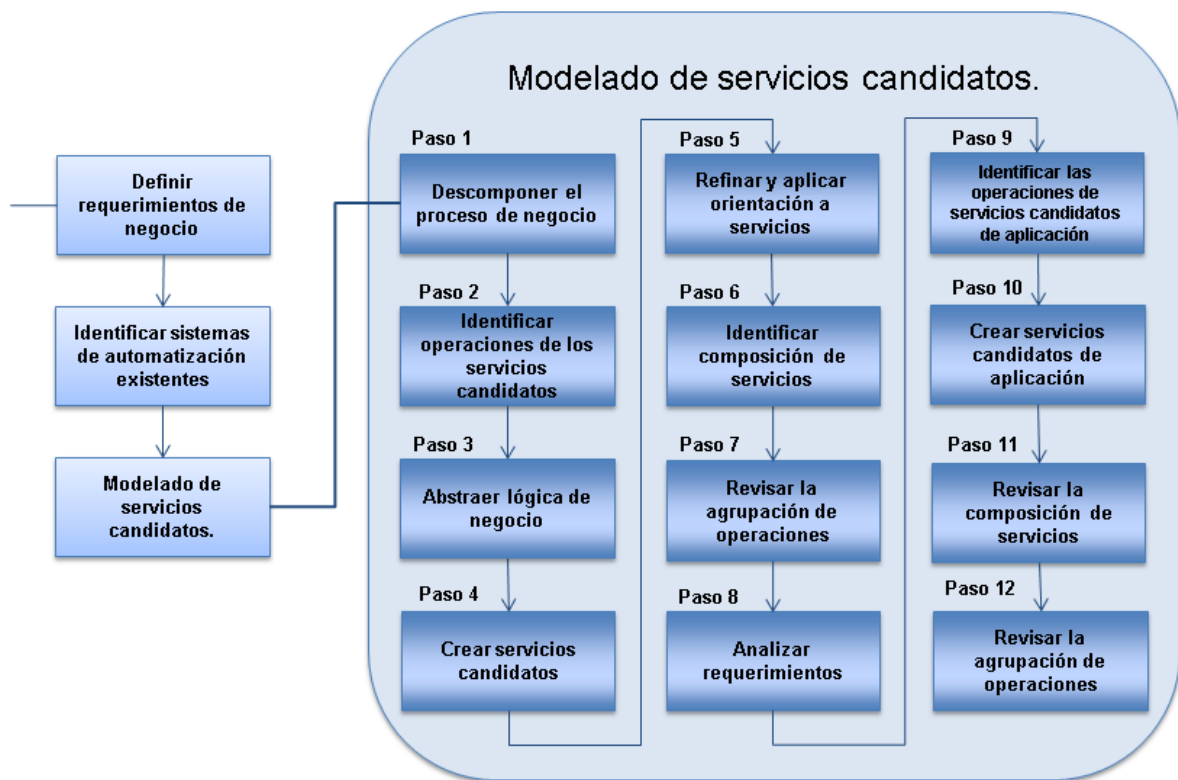 Modelado de servicios candidatos.
Definir
requerimientos de
negocio
Identificar sistemas
de automatización
existentes
Modelado de
servicios
candidatos.
Paso 1
Descomponer el
proceso de negocio
Paso 2
Identificar
operaciones de los
servicios
candidatos
Paso 3
Abstraer lógica de
negocio
Paso 4
Crear servicios
candidatos
Paso 5
Refinar y aplicar
orientación a
servicios
Paso 6
Identificar
composición de
servicios
Paso 7
Revisar la
agrupación de
operaciones
Paso 8
Analizar
requerimientos
Paso 9
Identificar las
operaciones de
servicios candidatos
de aplicación
Paso 10
Crear servicios
candidatos de
aplicación
Paso 11
Revisar la
composición de
servicios
Paso 12
Revisar la
agrupación de
operaciones